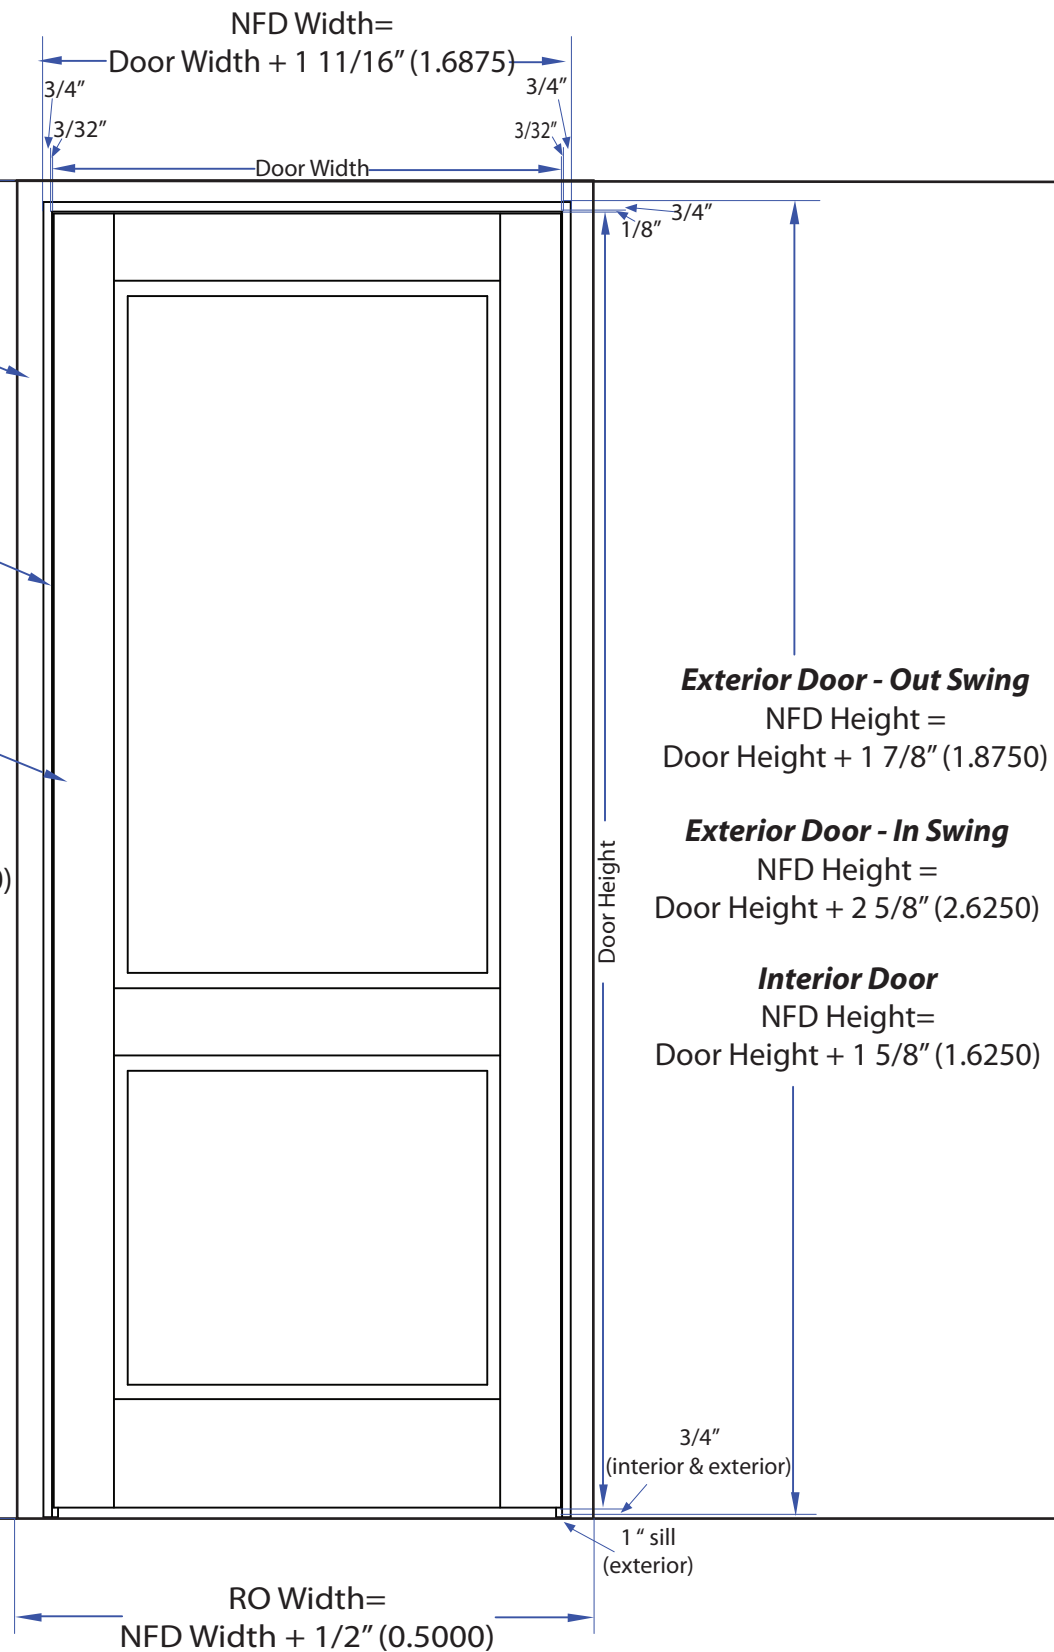 NFD Width=
Door Width + 1 11/16” (1.6875)
3/4”
3/4”
3/32”
3/32”
Door Width
3/4”
1/8”
Exterior Door - Out Swing
NFD Height =
Door Height + 1 7/8” (1.8750)
Exterior Door - In Swing
NFD Height =
Door Height + 2 5/8” (2.6250)
Door Height
Interior Door
NFD Height=
Door Height + 1 5/8” (1.6250)
3/4”
(interior & exterior)
1 “ sill
(exterior)
RO Width=
NFD Width + 1/2” (0.5000)